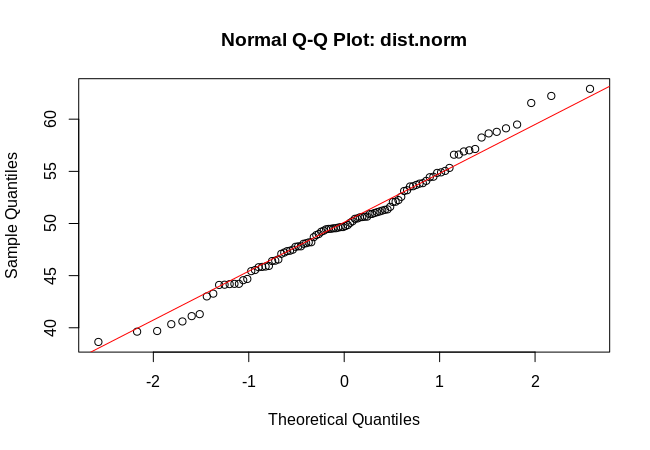 Normal Q-Q Plot: dist.norm
Sample Quantiles
60
55
50
45
40
-2 -1 0 1 2
Theoretical Quantiles